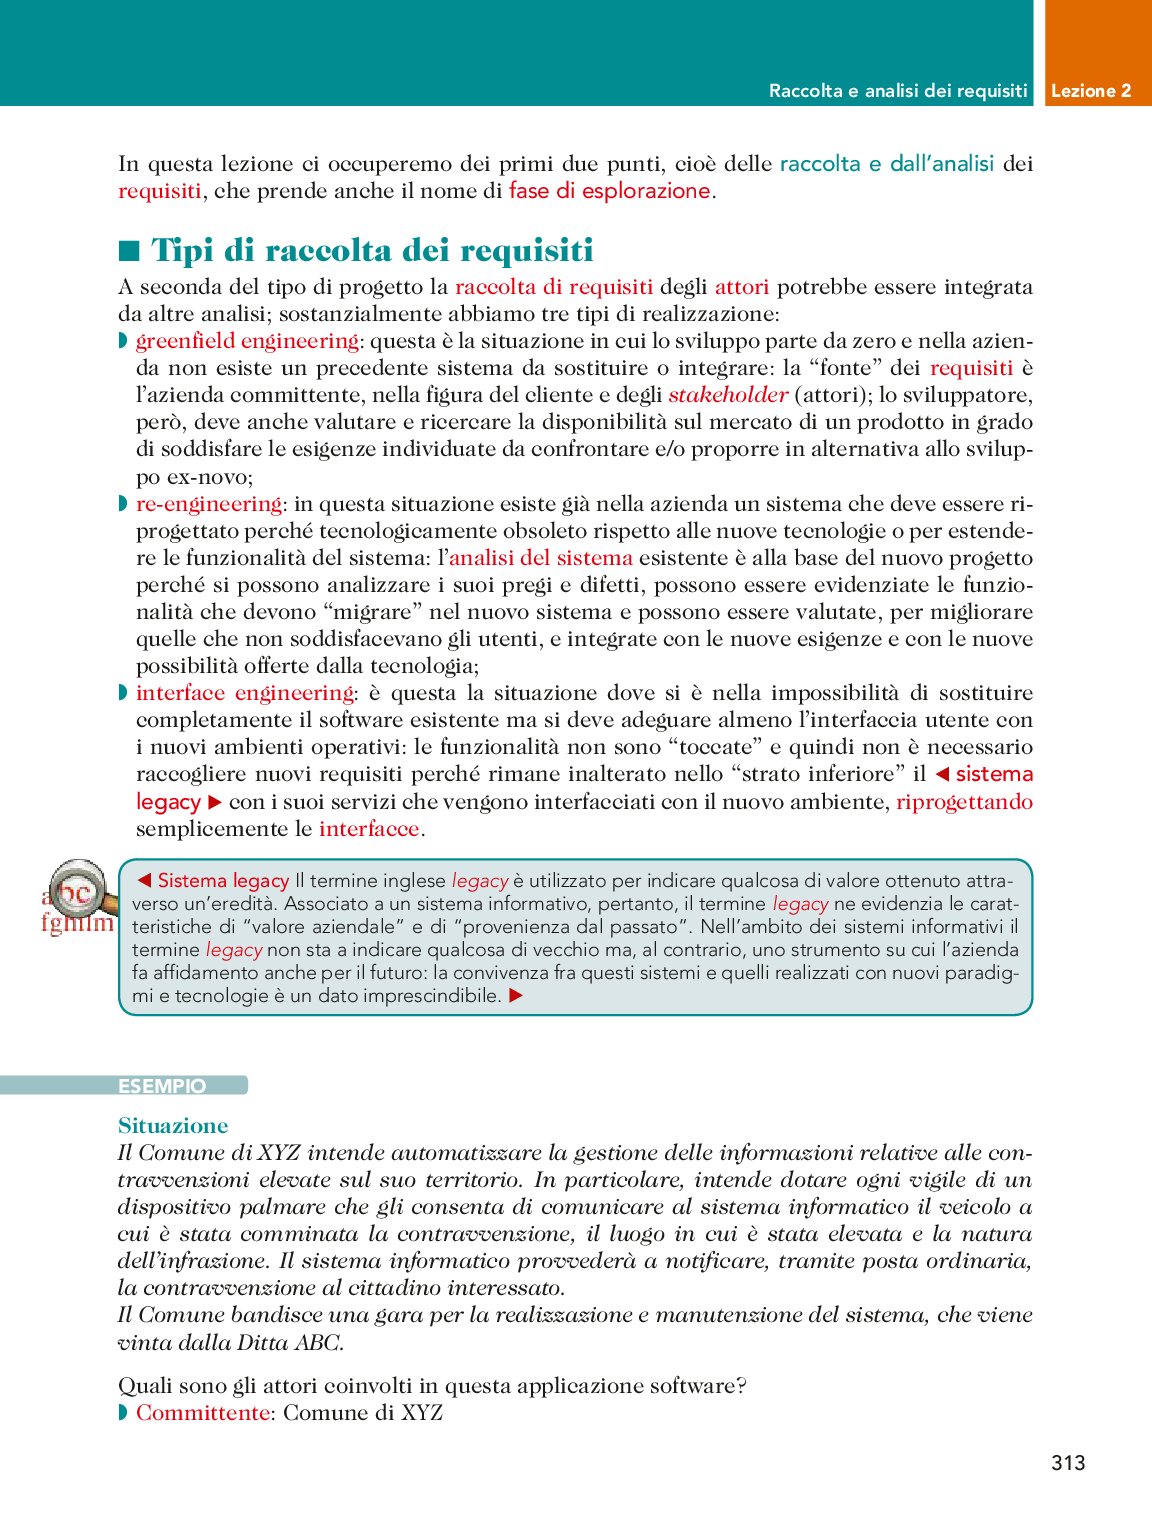 Raccolta e analisi dei requisiti Lezione 2
In questa lezione ci occuperemo dei primi due punti, cioè delle raccolta e dall’analisi dei
requisiti, che prende anche il nome di fase di esplorazione.
■ Tipi di raccolta dei requisiti
A seconda del tipo di progetto la raccolta di requisiti degli attori potrebbe essere integrata
da altre analisi; sostanzialmente abbiamo tre tipi di realizzazione:
◗ greenfield engineering: questa è la situazione in cui lo sviluppo parte da zero e nella azien-
da non esiste un precedente sistema da sostituire o integrare: la “fonte” dei requisiti è
l’azienda committente, nella figura del cliente e degli stakeholder (attori); lo sviluppatore,
però, deve anche valutare e ricercare la disponibilità sul mercato di un prodotto in grado
di soddisfare le esigenze individuate da confrontare e/o proporre in alternativa allo svilup-
po ex-novo;
◗ re-engineering: in questa situazione esiste già nella azienda un sistema che deve essere ri-
progettato perché tecnologicamente obsoleto rispetto alle nuove tecnologie o per estende-
re le funzionalità del sistema: l’analisi del sistema esistente è alla base del nuovo progetto
perché si possono analizzare i suoi pregi e difetti, possono essere evidenziate le funzio-
nalità che devono “migrare” nel nuovo sistema e possono essere valutate, per migliorare
quelle che non soddisfacevano gli utenti, e integrate con le nuove esigenze e con le nuove
possibilità offerte dalla tecnologia;
◗ interface engineering: è questa la situazione dove si è nella impossibilità di sostituire
completamente il software esistente ma si deve adeguare almeno l’interfaccia utente con
i nuovi ambienti operativi: le funzionalità non sono “toccate” e quindi non è necessario
raccogliere nuovi requisiti perché rimane inalterato nello “strato inferiore” il ◀ sistema
legacy ▶ con i suoi servizi che vengono interfacciati con il nuovo ambiente, riprogettando
semplicemente le interfacce.
◀ Sistema legacy Il termine inglese legacy è utilizzato per indicare qualcosa di valore ottenuto attra-
verso un’eredità. Associato a un sistema informativo, pertanto, il termine legacy ne evidenzia le carat-
teristiche di “valore aziendale” e di “provenienza dal passato”. Nell’ambito dei sistemi informativi il
termine legacy non sta a indicare qualcosa di vecchio ma, al contrario, uno strumento su cui l’azienda
fa affidamento anche per il futuro: la convivenza fra questi sistemi e quelli realizzati con nuovi paradig-
mi e tecnologie è un dato imprescindibile. ▶
abc
fghilm
ESEMPIO
Situazione
Il Comune di XYZ intende automatizzare la gestione delle informazioni relative alle con-
travvenzioni elevate sul suo territorio. In particolare, intende dotare ogni vigile di un
dispositivo palmare che gli consenta di comunicare al sistema informatico il veicolo a
cui è stata comminata la contravvenzione, il luogo in cui è stata elevata e la natura
dell’infrazione. Il sistema informatico provvederà a notificare, tramite posta ordinaria,
la contravvenzione al cittadino interessato.
Il Comune bandisce una gara per la realizzazione e manutenzione del sistema, che viene
vinta dalla Ditta ABC.
Quali sono gli attori coinvolti in questa applicazione software?
◗ Committente: Comune di XYZ
313